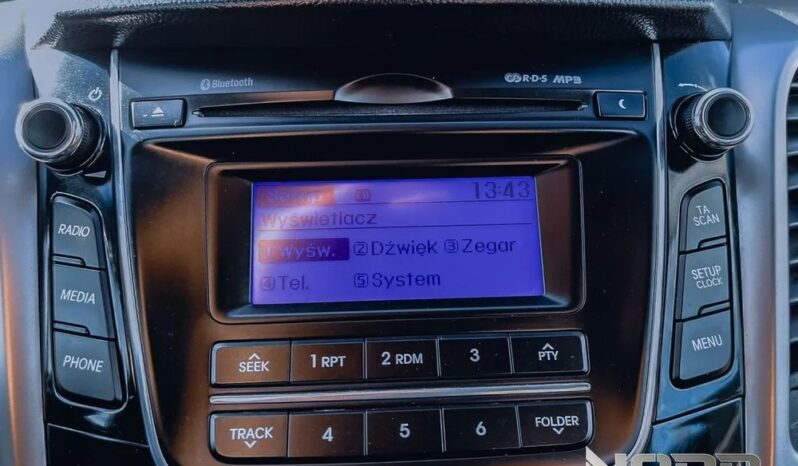 Bluetooth
R·D·S MP3
13:43
Wyświetlacz
1 Wyśw. 2 Dźwięk 3 Zegar
4 Tel. 5 System
RADIO
MEDIA
PHONE
TA SCAN
SETUP CLOCK
MENU
SEEK 1 RPT 2 RDM 3 PTY
TRACK 4 5 6 FOLDER